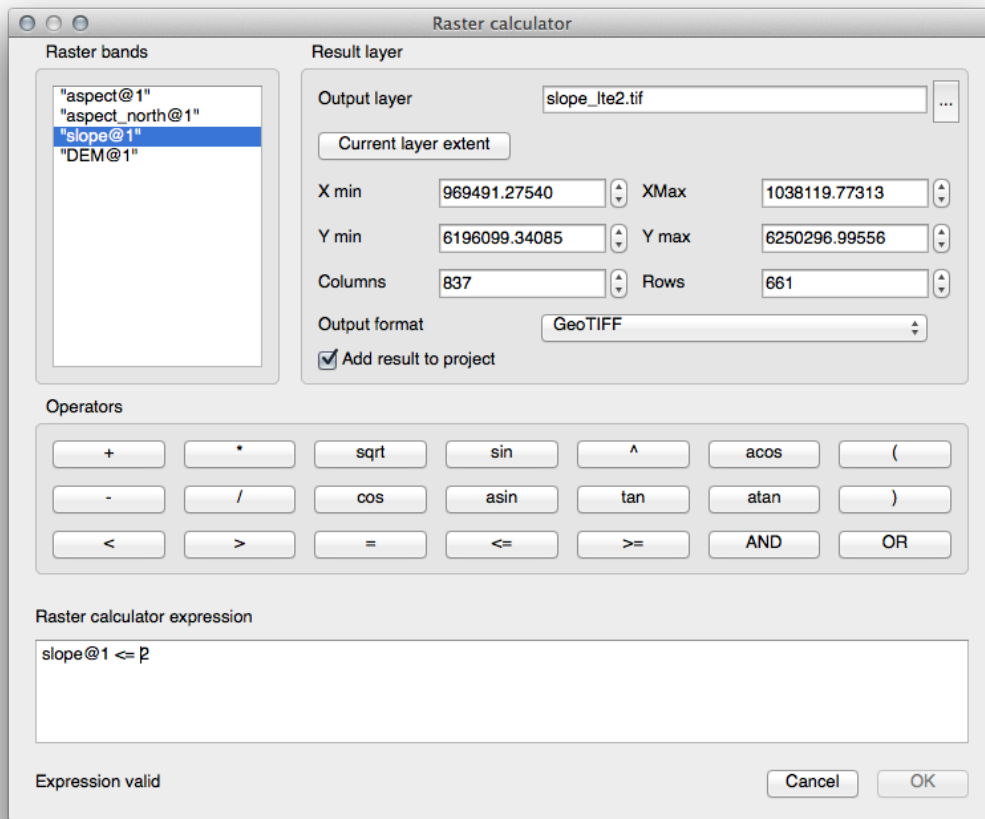 Raster calculator
Raster bands
Result layer
"aspect@1"
"aspect_north@1"
"slope@1"
"DEM@1"
Output layer
slope_lte2.tif
...
Current layer extent
X min
969491.27540
XMax
1038119.77313
Y min
6196099.34085
Y max
6250296.99556
Columns
837
Rows
661
Output format
GeoTIFF
Add result to project
Operators
+ * sqrt sin ^ acos (
- / cos asin tan atan )
< > = <= >= AND OR
Raster calculator expression
slope@1 <= 2
Expression valid
Cancel
OK